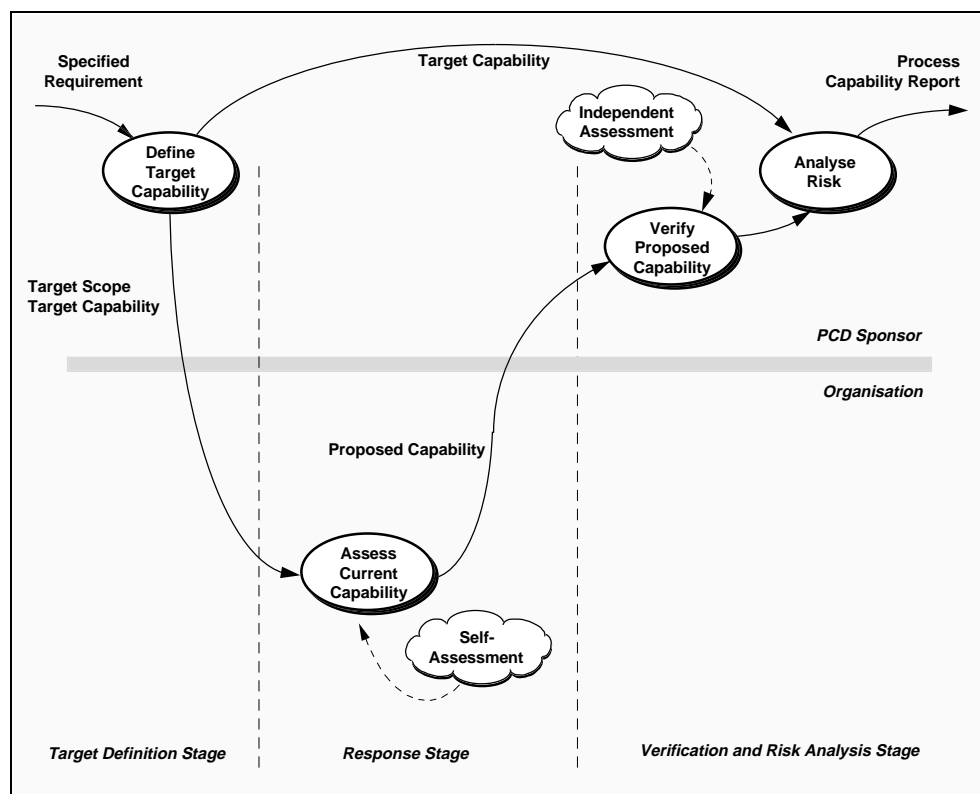 Specified
Requirement
Target Capability
Process
Capability Report
Independent
Assessment
Define
Target
Capability
Analyse
Risk
Verify
Proposed
Capability
Target Scope
Target Capability
PCD Sponsor
Organisation
Proposed Capability
Assess
Current
Capability
Self-
Assessment
Target Definition Stage
Response Stage
Verification and Risk Analysis Stage